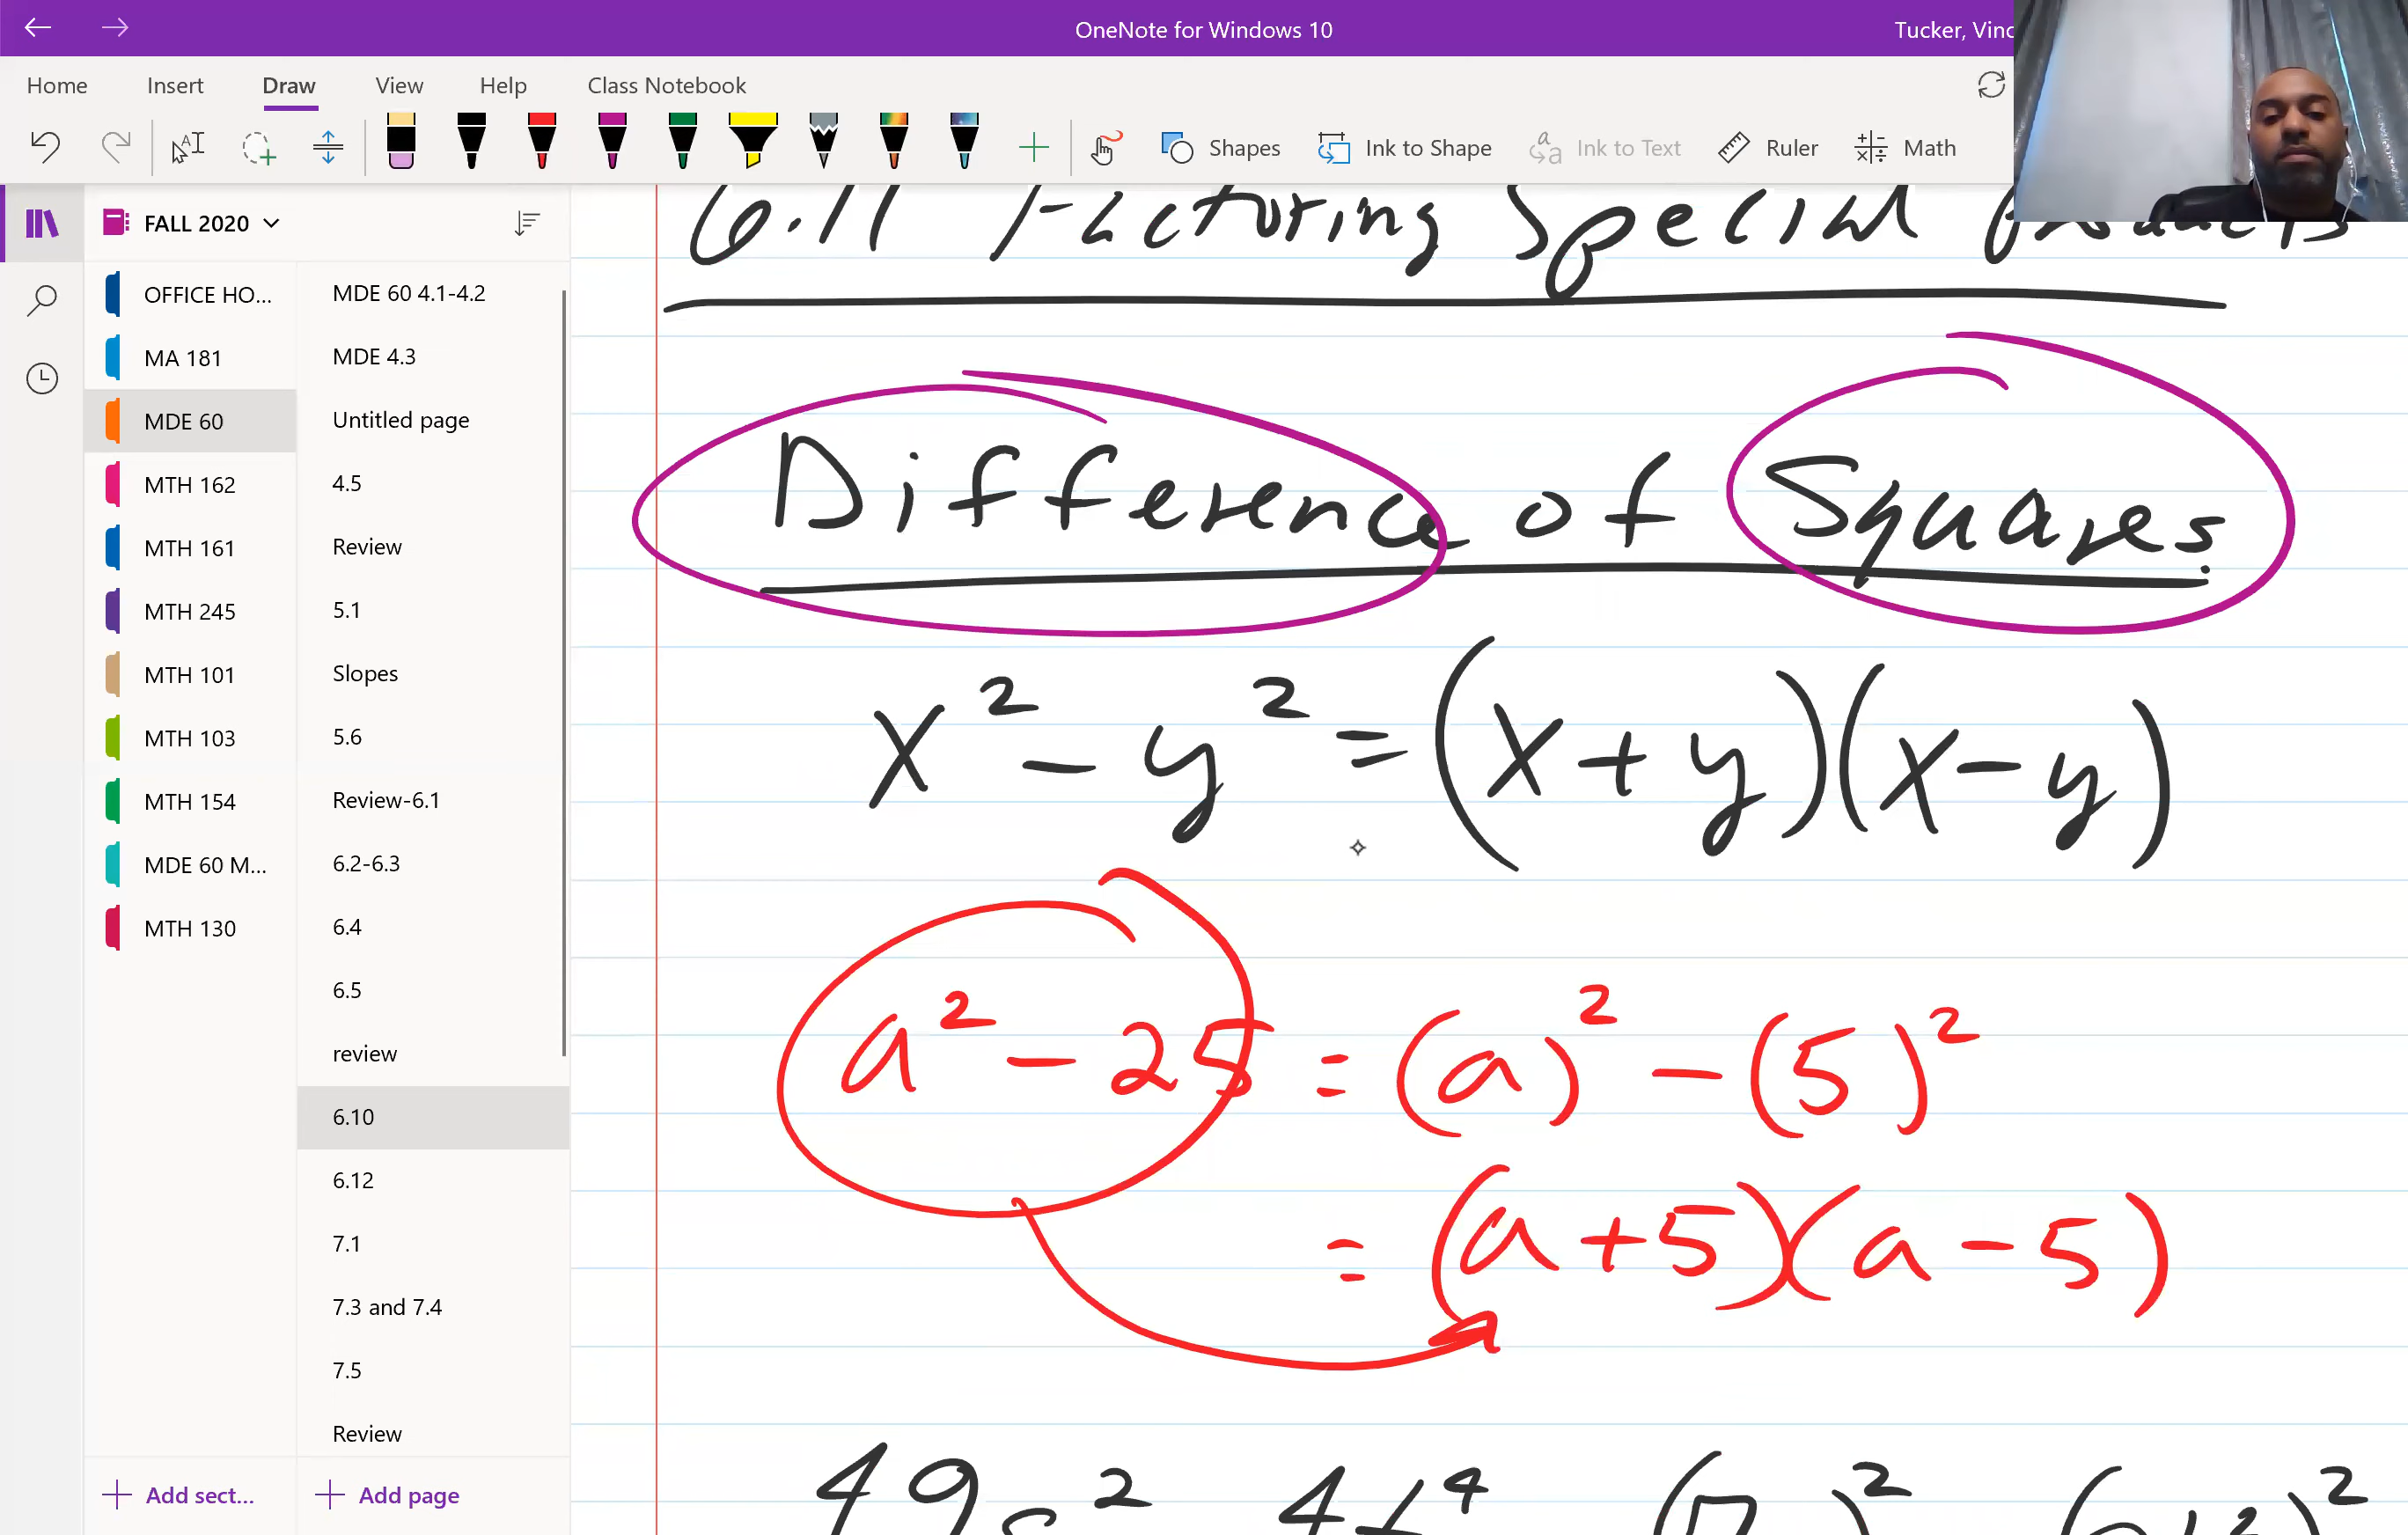 OneNote for Windows 10
Tucker, Vinc
Home Insert Draw View Help Class Notebook
Shapes Ink to Shape Ink to Text Ruler Math
FALL 2020
OFFICE HO...
MA 181
MDE 60
MTH 162
MTH 161
MTH 245
MTH 101
MTH 103
MTH 154
MDE 60 M...
MTH 130
Add sect...
MDE 60 4.1-4.2
MDE 4.3
Untitled page
4.5
Review
5.1
Slopes
5.6
Review-6.1
6.2-6.3
6.4
6.5
review
6.10
6.12
7.1
7.3 and 7.4
7.5
Review
Add page
6.11 Factoring Special Products
Difference of Squares
x² - y² = (x + y)(x - y)
a² - 25 = (a)² - (5)²
= (a + 5)(a - 5)